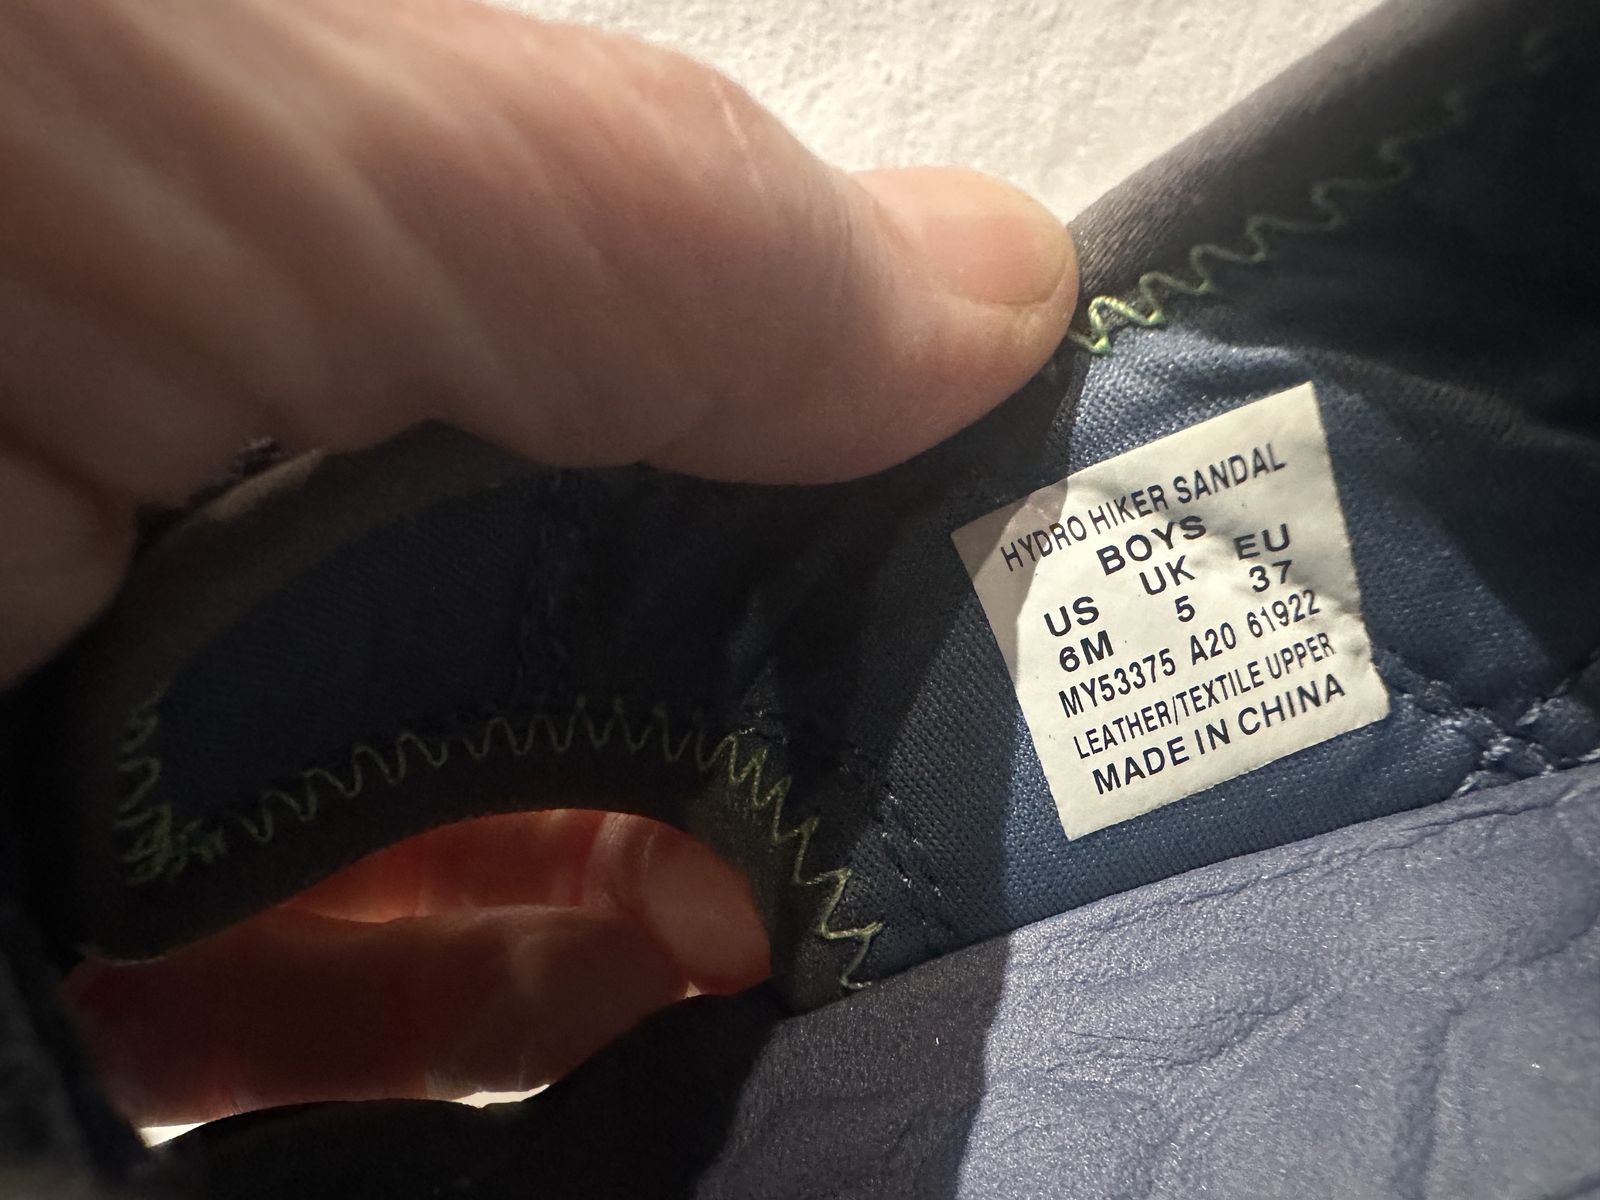 HYDRO HIKER SANDAL
BOYS
US UK EU
6M 5 37
MY53375 A20 61922
LEATHER/TEXTILE UPPER
MADE IN CHINA